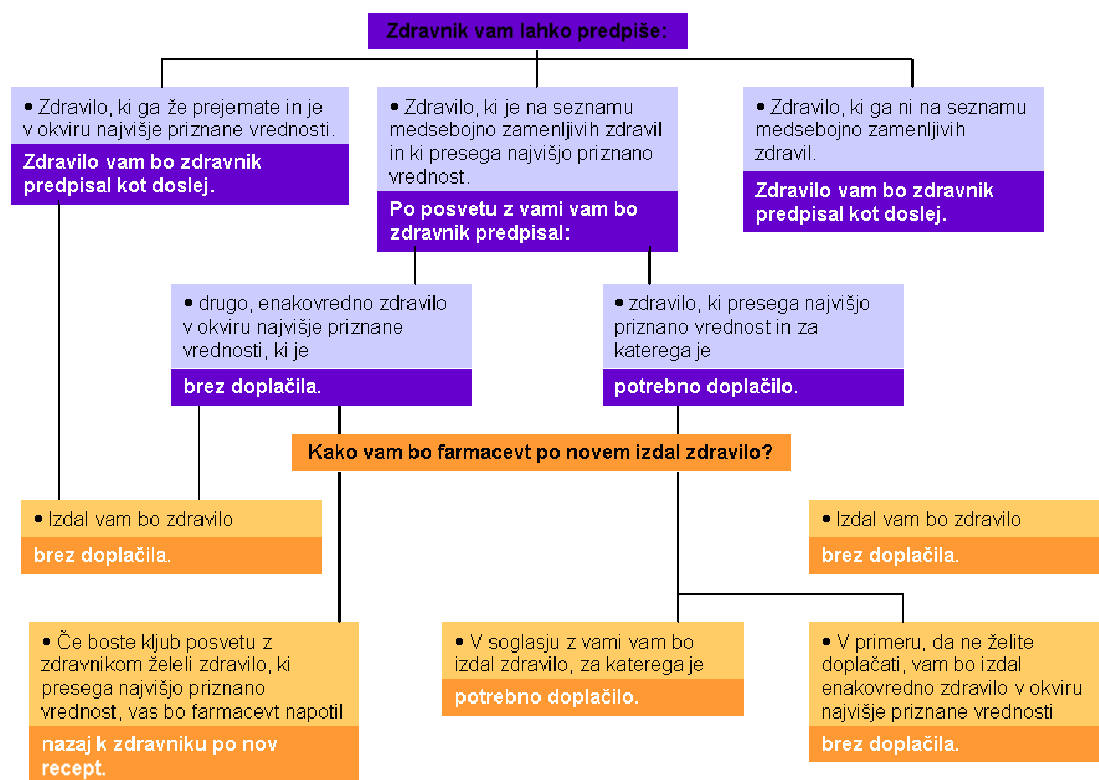 Zdravnik vam lahko predpiše:
• Zdravilo, ki ga že prejemate in je
v okviru najvišje priznane vrednosti.
Zdravilo vam bo zdravnik
predpisal kot doslej.
• Zdravilo, ki je na seznamu
medsebojno zamenljivih zdravil
in ki presega najvišjo priznano
vrednost.
Po posvetu z vami vam bo
zdravnik predpisal:
• Zdravilo, ki ga ni na seznamu
medsebojno zamenljivih
zdravil.
Zdravilo vam bo zdravnik
predpisal kot doslej.
• drugo, enakovredno zdravilo
v okviru najvišje priznane
vrednosti, ki je
brez doplačila.
• zdravilo, ki presega najvišjo
priznano vrednost in za
katerega je
potrebno doplačilo.
Kako vam bo farmacevt po novem izdal zdravilo?
• Izdal vam bo zdravilo
brez doplačila.
• Izdal vam bo zdravilo
brez doplačila.
• Če boste kljub posvetu z
zdravnikom želeli zdravilo, ki
presega najvišjo priznano
vrednost, vas bo farmacevt napotil
nazaj k zdravniku po nov
recept.
• V soglasju z vami vam bo
izdal zdravilo, za katerega je
potrebno doplačilo.
• V primeru, da ne želite
doplačati, vam bo izdal
enakovredno zdravilo v okviru
najvišje priznane vrednosti
brez doplačila.